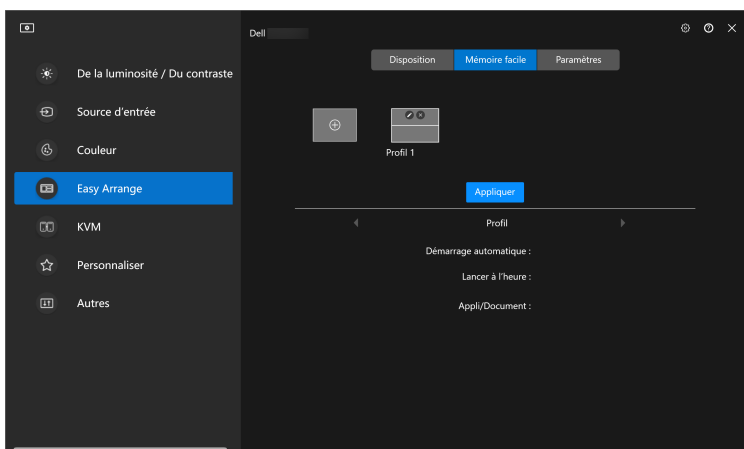 Dell
De la luminosité / Du contraste
Source d'entrée
Couleur
Easy Arrange
KVM
Personnaliser
Autres
Disposition
Mémoire facile
Paramètres
Profil 1
Appliquer
Profil
Démarrage automatique :
Lancer à l'heure :
Appli/Document :